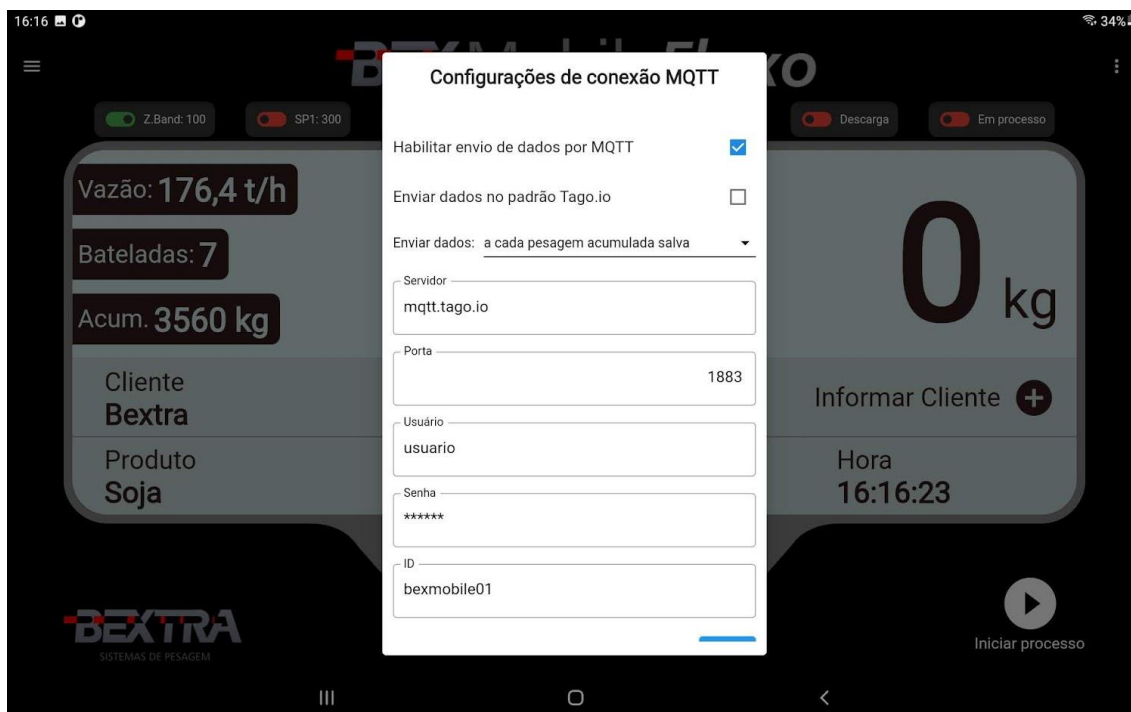 16:16
34%
Configurações de conexão MQTT
Z.Band: 100
SP1: 300
Descarga
Em processo
Habilitar envio de dados por MQTT
Enviar dados no padrão Tago.io
Enviar dados: a cada pesagem acumulada salva
Servidor
mqtt.tago.io
Porta
1883
Usuário
usuario
Senha
******
ID
bexmobile01
Vazão: 176,4 t/h
Bateladas: 7
Acum. 3560 kg
0 kg
Cliente
Bextra
Informar Cliente
Produto
Soja
Hora
16:16:23
BEXTRA
SISTEMAS DE PESAGEM
Iniciar processo